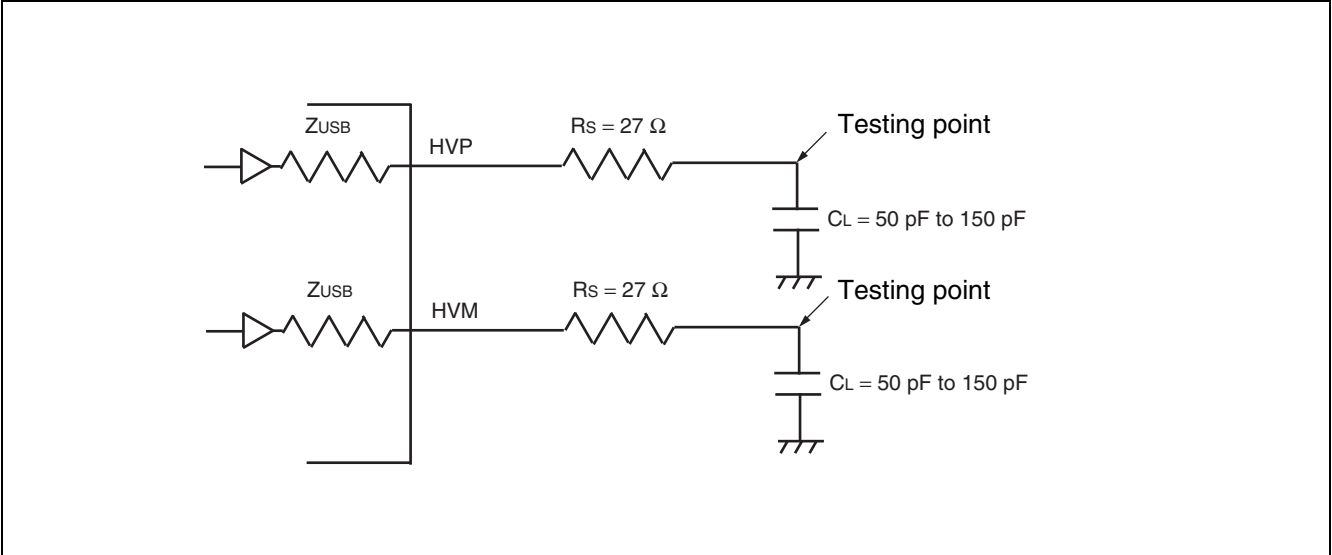 ZUSB
HVP
RS = 27 Ω
Testing point
CL = 50 pF to 150 pF
ZUSB
HVM
RS = 27 Ω
Testing point
CL = 50 pF to 150 pF